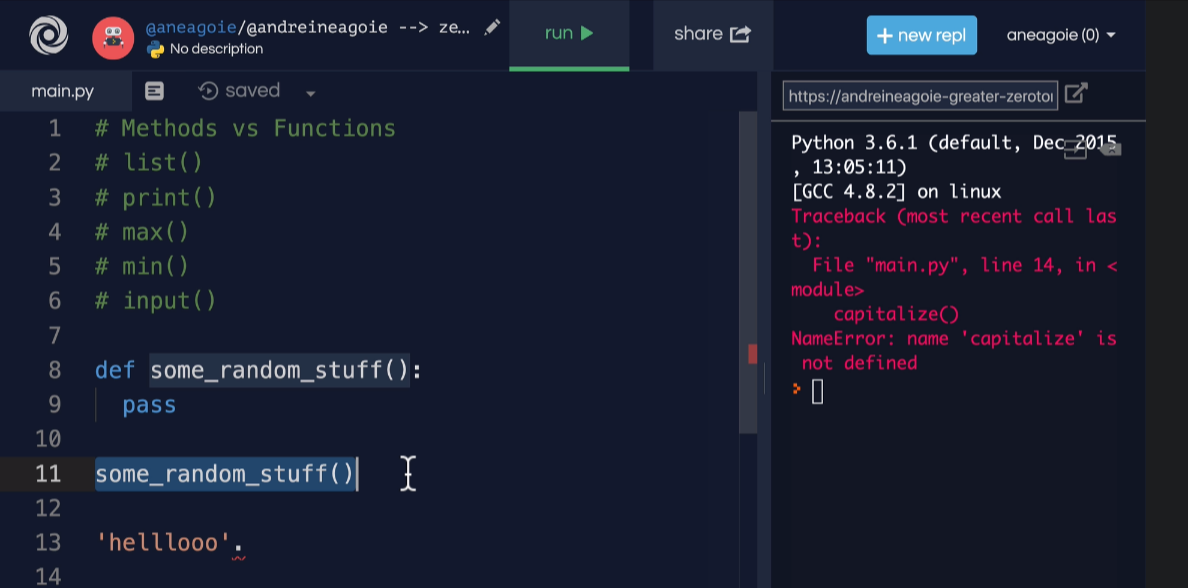 @aneagoie/@andreineagoie --> ze...
No description
run
share
+ new repl
aneagoie (0)
main.py
saved
https://andreineagoie-greater-zeroto
1 # Methods vs Functions
2 # list()
3 # print()
4 # max()
5 # min()
6 # input()
7
8 def some_random_stuff():
9 pass
10
11 some_random_stuff()
12
13 'helllooo'.
14
Python 3.6.1 (default, Dec 2015
, 13:05:11)
[GCC 4.8.2] on linux
Traceback (most recent call las
t):
File "main.py", line 14, in <
module>
capitalize()
NameError: name 'capitalize' is
not defined